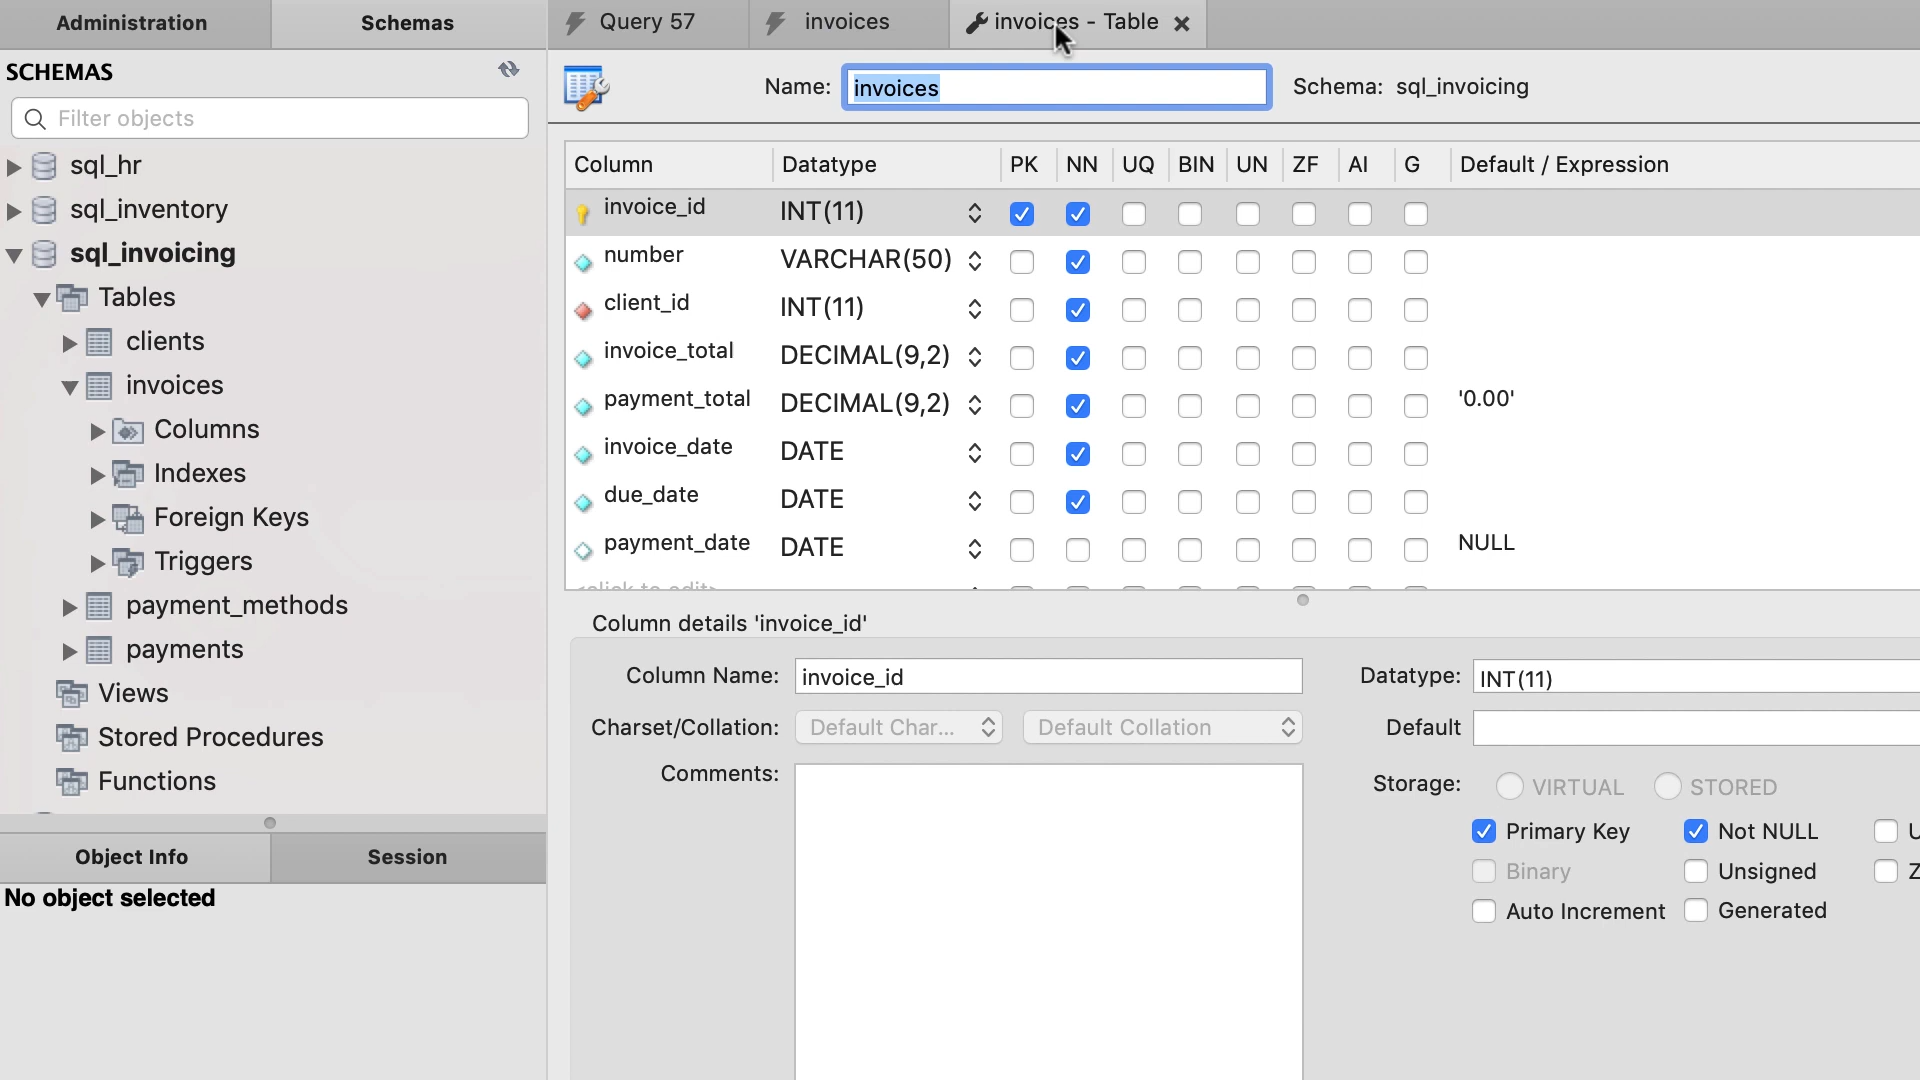 Administration
Schemas
Query 57
invoices
invoices - Table
SCHEMAS
Filter objects
sql_hr
sql_inventory
sql_invoicing
Tables
clients
invoices
Columns
Indexes
Foreign Keys
Triggers
payment_methods
payments
Views
Stored Procedures
Functions
Object Info
Session
No object selected
Name: invoices
Schema: sql_invoicing
Column Datatype PK NN UQ BIN UN ZF AI G Default / Expression
invoice_id INT(11)
number VARCHAR(50)
client_id INT(11)
invoice_total DECIMAL(9,2)
payment_total DECIMAL(9,2) '0.00'
invoice_date DATE
due_date DATE
payment_date DATE NULL
<click to edit>
Column details 'invoice_id'
Column Name: invoice_id
Datatype: INT(11)
Charset/Collation: Default Char... Default Collation
Default
Comments:
Storage: VIRTUAL STORED
Primary Key Not NULL U
Binary Unsigned Z
Auto Increment Generated